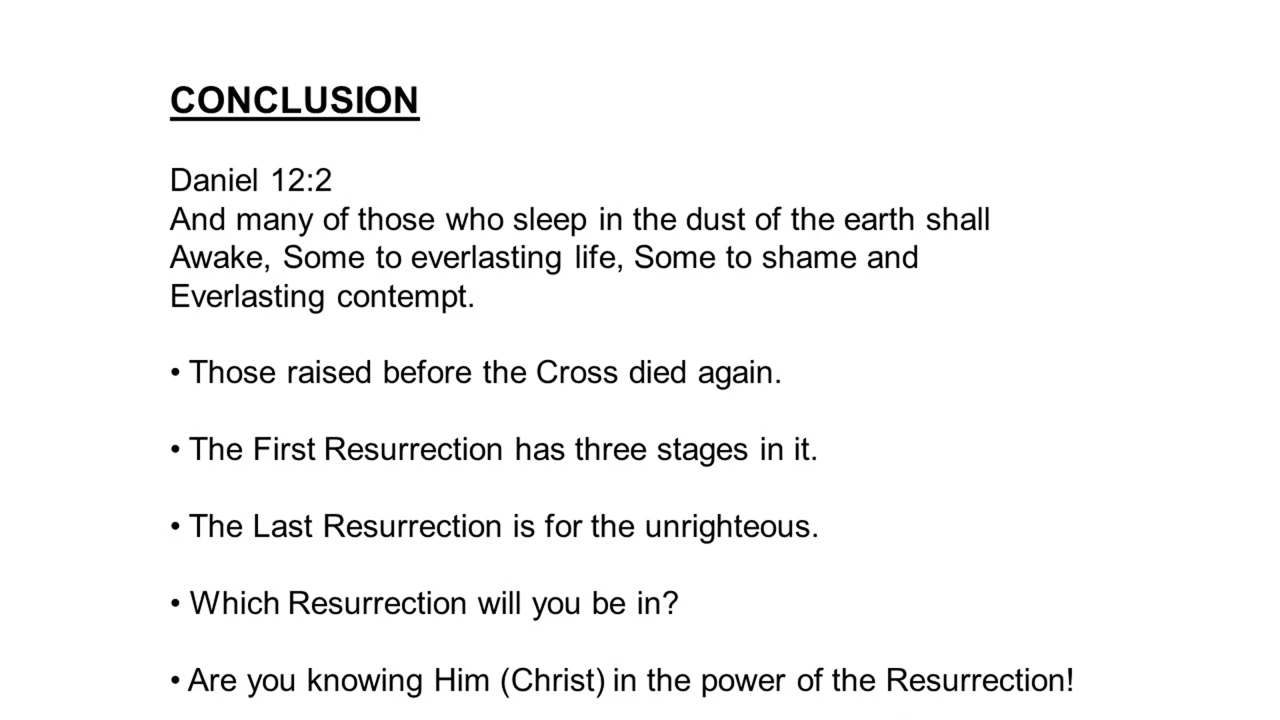 CONCLUSION
Daniel 12:2
And many of those who sleep in the dust of the earth shall
Awake, Some to everlasting life, Some to shame and
Everlasting contempt.
• Those raised before the Cross died again.
• The First Resurrection has three stages in it.
• The Last Resurrection is for the unrighteous.
• Which Resurrection will you be in?
• Are you knowing Him (Christ) in the power of the Resurrection!